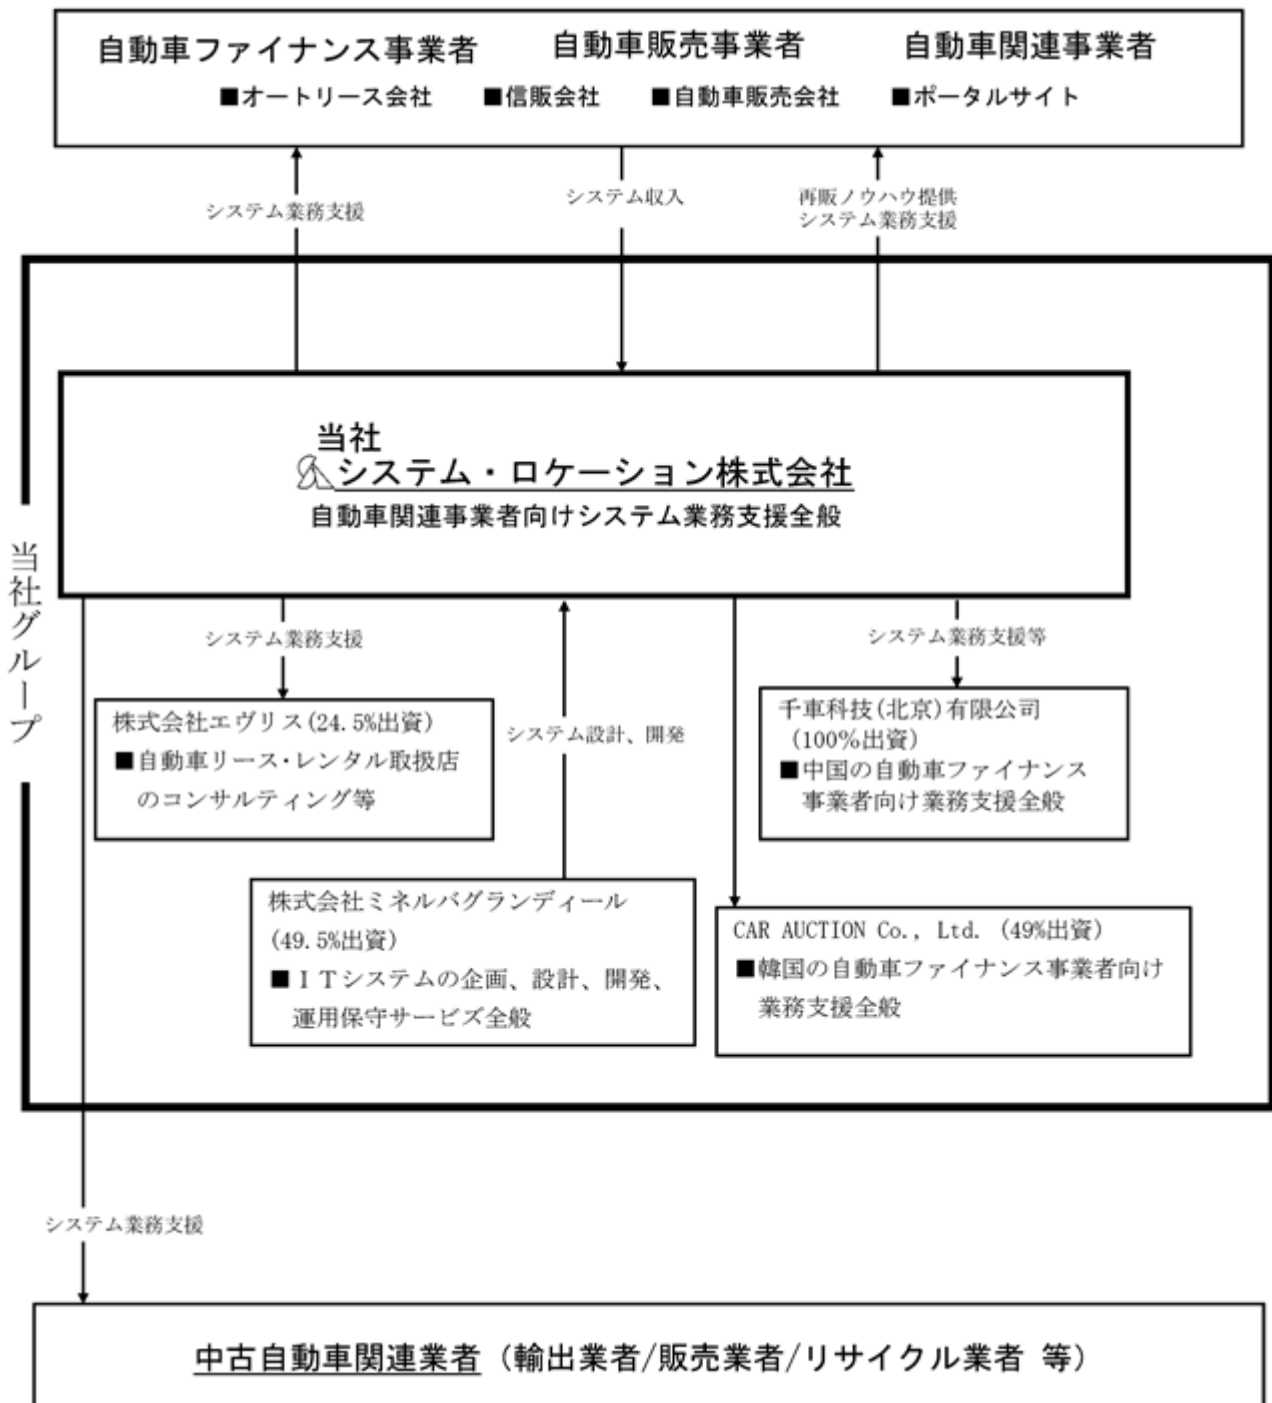 自動車ファイナンス事業者 自動車販売事業者 自動車関連事業者
■オートリース会社 ■信販会社 ■自動車販売会社 ■ポータルサイト
システム業務支援
システム収入
再販ノウハウ提供
システム業務支援
当社グループ
当社
システム・ロケーション株式会社
自動車関連事業者向けシステム業務支援全般
システム業務支援
システム設計、開発
システム業務支援等
株式会社エヴリス(24.5%出資)
■自動車リース・レンタル取扱店
のコンサルティング等
千車科技(北京)有限公司
(100%出資)
■中国の自動車ファイナンス
事業者向け業務支援全般
株式会社ミネルバグランディール
(49.5%出資)
■ＩＴシステムの企画、設計、開発、
運用保守サービズ全般
CAR AUCTION Co., Ltd. (49%出資)
■韓国の自動車ファイナンス事業者向け
業務支援全般
システム業務支援
中古自動車関連業者（輸出業者/販売業者/リサイクル業者 等）